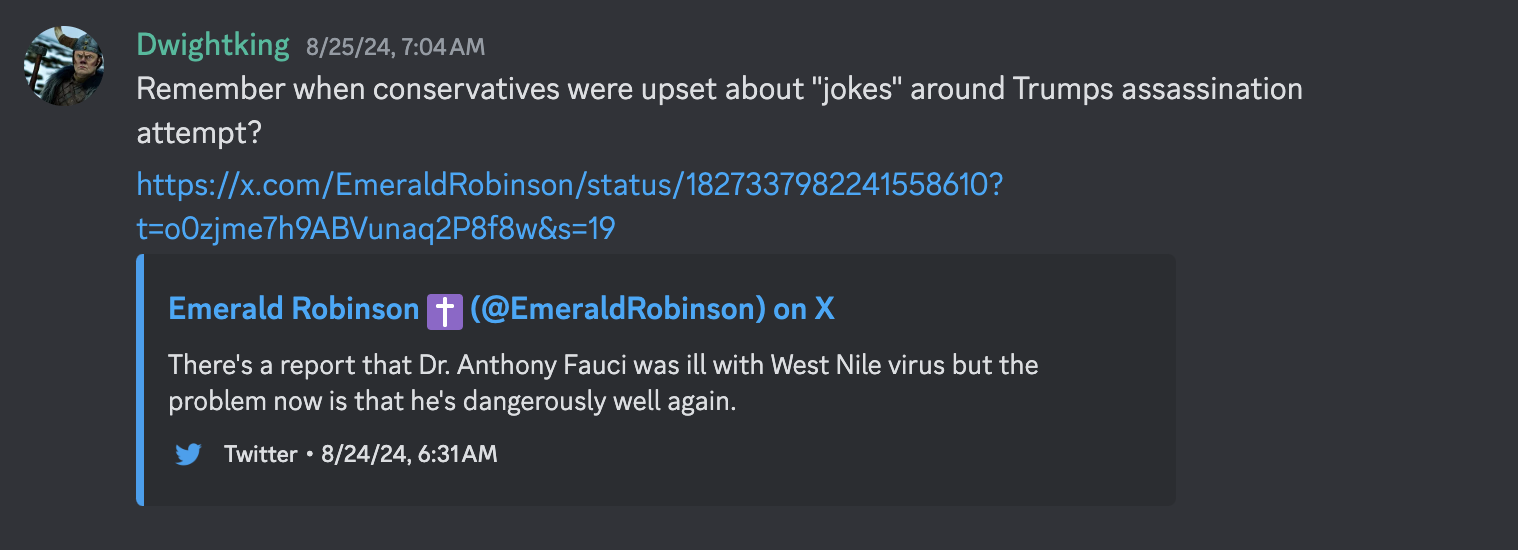 Dwightking 8/25/24, 7:04 AM
Remember when conservatives were upset about "jokes" around Trumps assassination
attempt?
https://x.com/EmeraldRobinson/status/1827337982241558610?
t=o0zjme7h9ABVunaq2P8f8w&s=19
Emerald Robinson ✝️ (@EmeraldRobinson) on X
There's a report that Dr. Anthony Fauci was ill with West Nile virus but the
problem now is that he's dangerously well again.
Twitter • 8/24/24, 6:31 AM